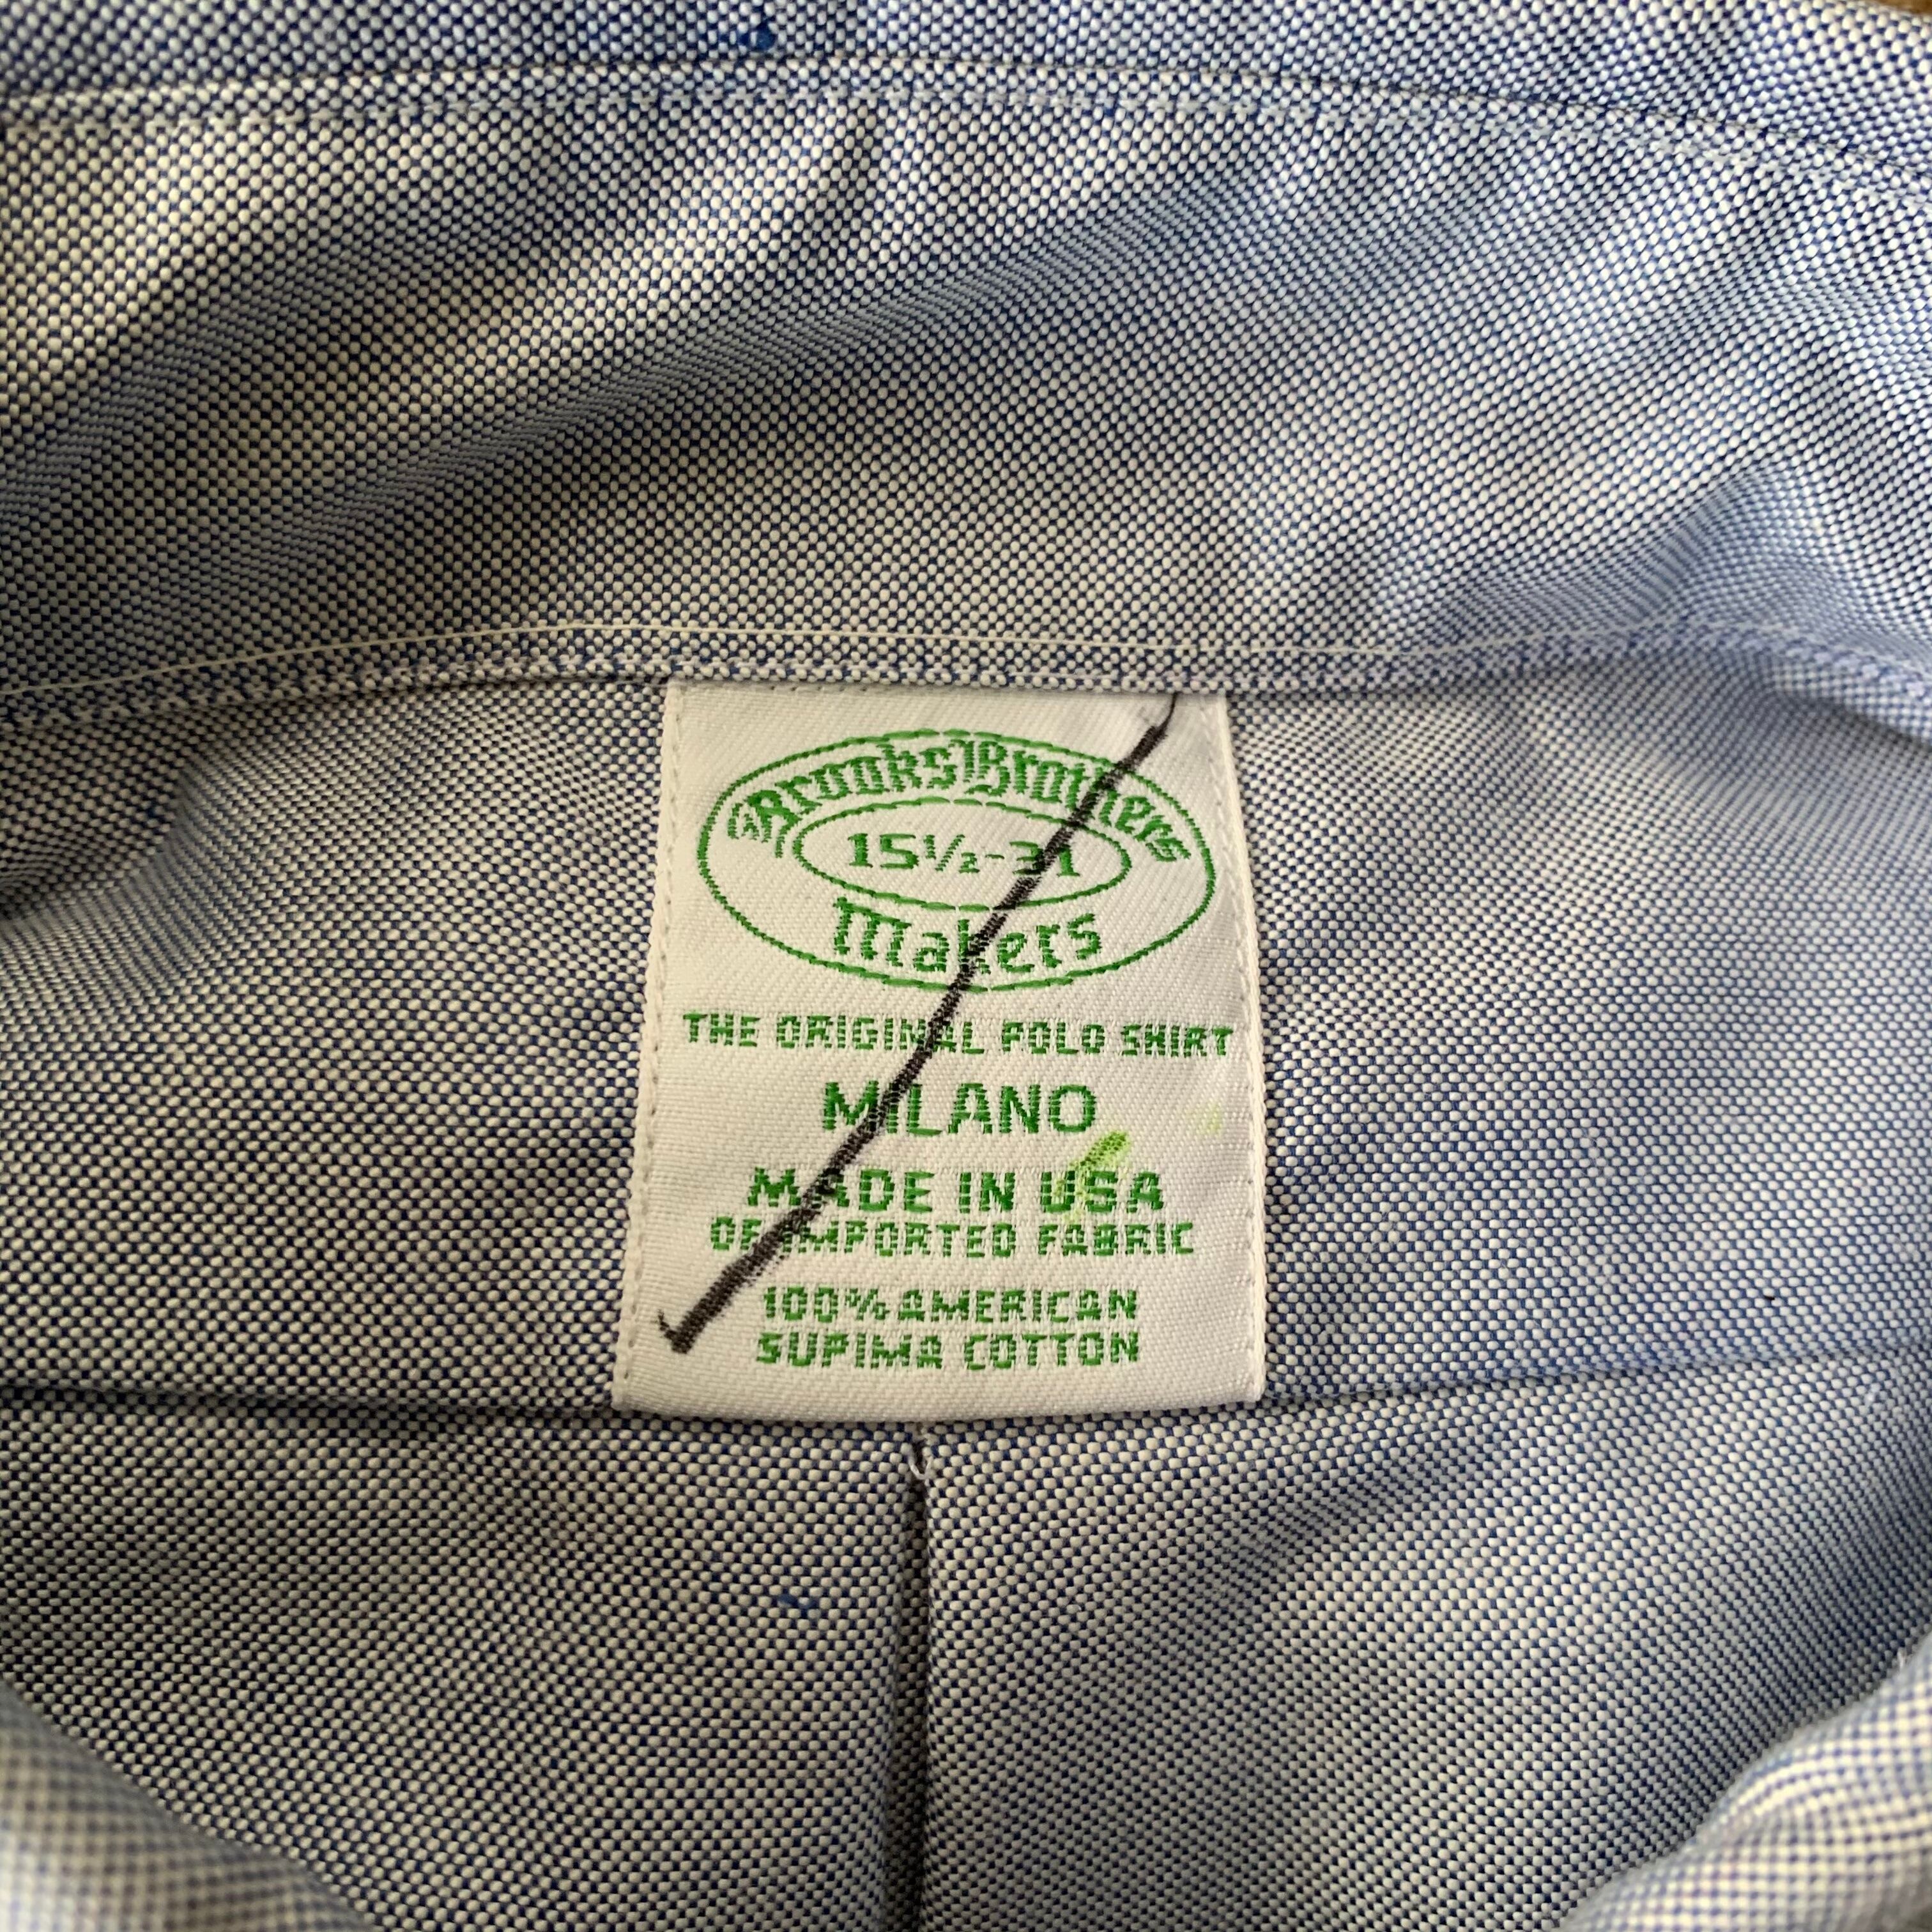 Brooks Brothers
15½-31
Makers
THE ORIGINAL POLO SHIRT
MILANO
MADE IN USA
OF IMPORTED FABRIC
100% AMERICAN
SUPIMA COTTON